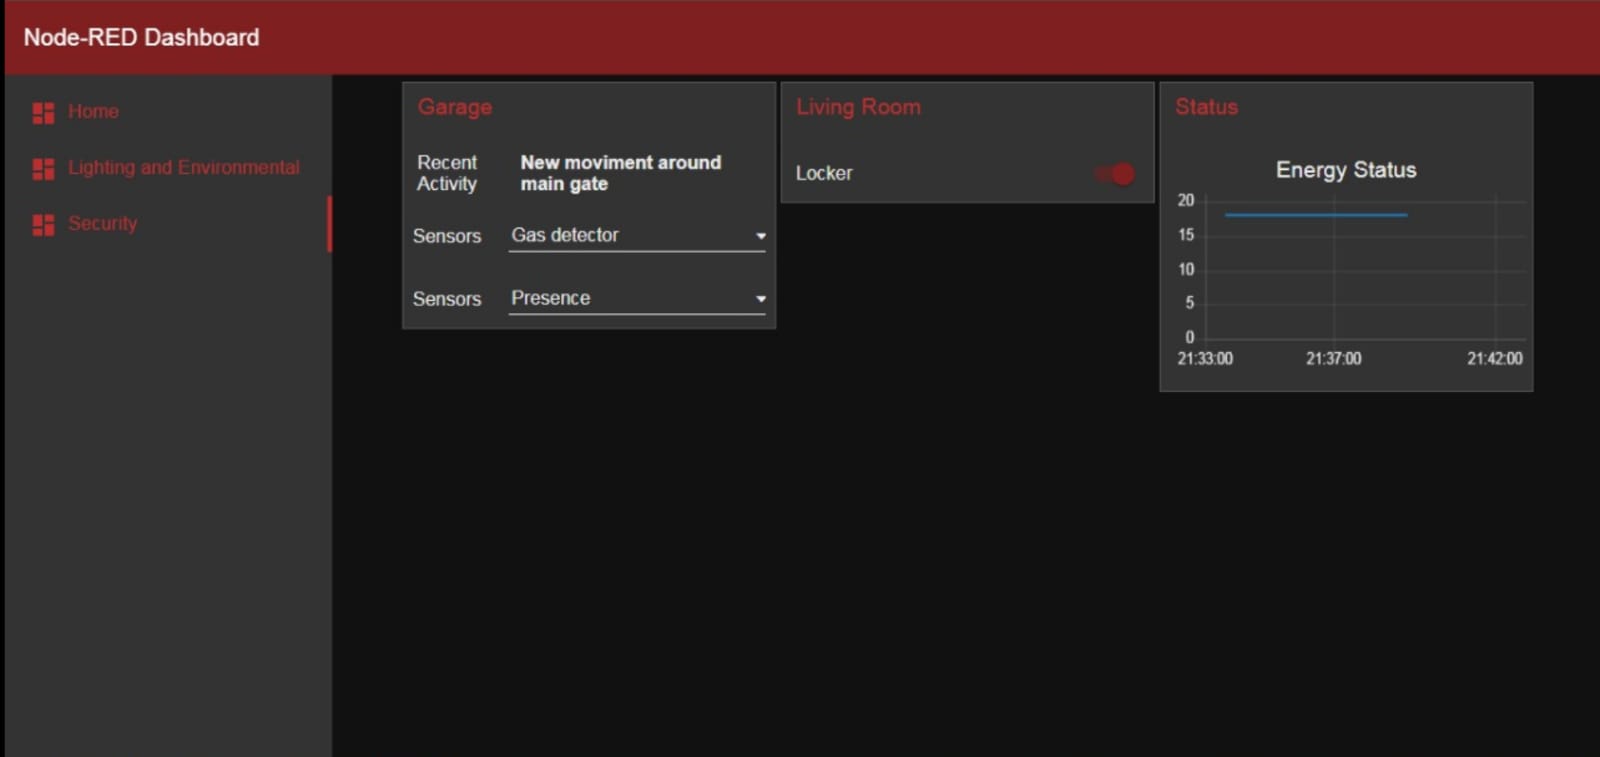 Node-RED Dashboard
Home
Lighting and Environmental
Security
Garage
Recent
Activity
New moviment around
main gate
Sensors
Gas detector
Sensors
Presence
Living Room
Locker
Status
Energy Status
20
15
10
5
0
21:33:00
21:37:00
21:42:00